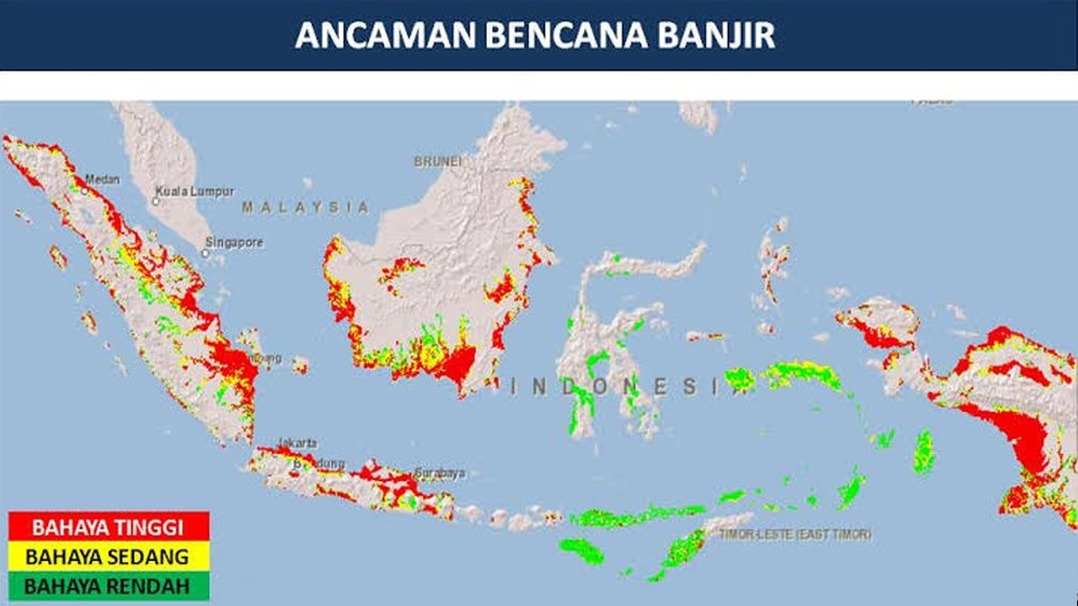 ANCAMAN BENCANA BANJIR
BRUNEI
Medan
Kuala Lumpur
MALAYSIA
Singapore
INDONESIA
Jakarta
Surabaya
TIMOR-LESTE (EAST TIMOR)
BAHAYA TINGGI
BAHAYA SEDANG
BAHAYA RENDAH